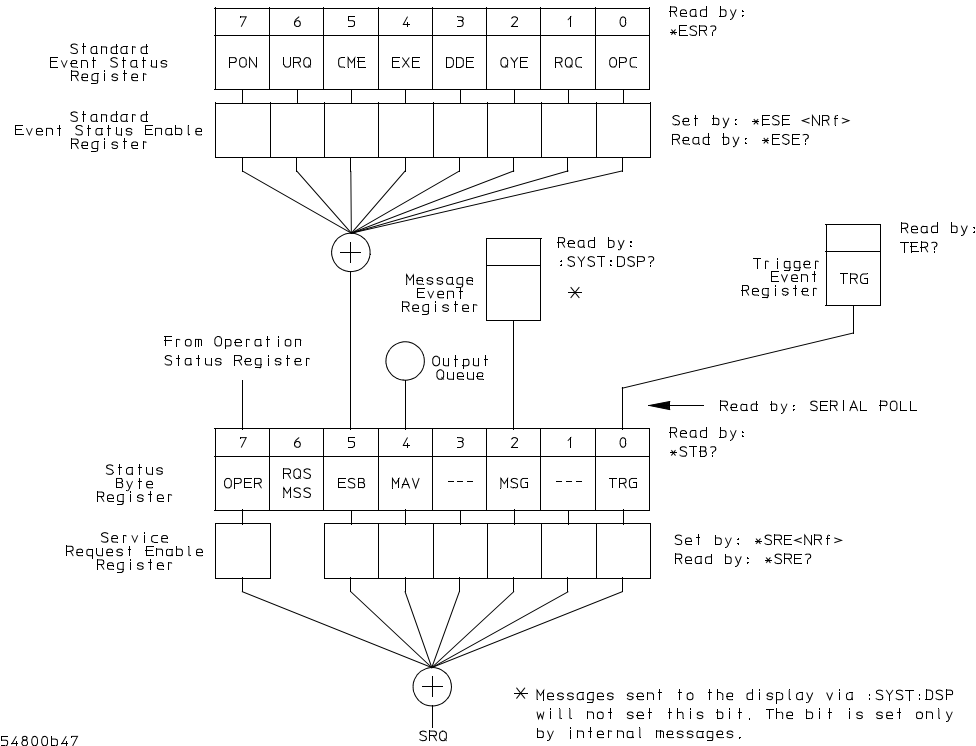 7 6 5 4 3 2 1 0
Read by:
*ESR?
Standard
Event Status
Register
PON URQ CME EXE DDE QYE RQC OPC
Standard
Event Status Enable
Register
Set by: *ESE <NRf>
Read by: *ESE?
+
Read by:
:SYST:DSP?
*
Message
Event
Register
Read by:
TER?
Trigger
Event
Register
TRG
From Operation
Status Register
Output
Queue
Read by: SERIAL POLL
7 6 5 4 3 2 1 0
Read by:
*STB?
Status
Byte
Register
OPER RQS MSS ESB MAV --- MSG --- TRG
Service
Request Enable
Register
Set by: *SRE<NRf>
Read by: *SRE?
+
SRQ
* Messages sent to the display via :SYST:DSP
will not set this bit. The bit is set only
by internal messages.
54800b47